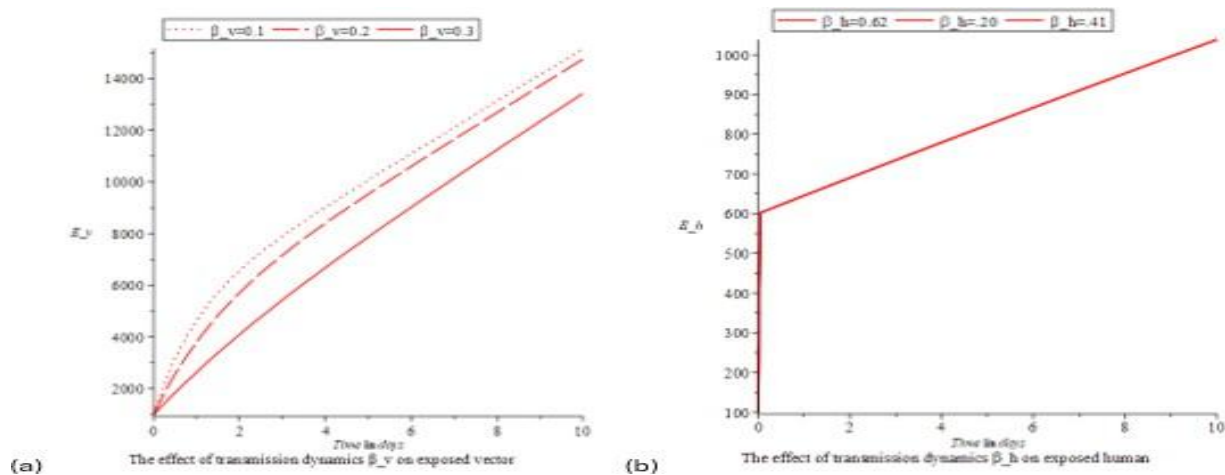 β_v=0.1 β_v=0.2 β_v=0.3
14000
12000
10000
8000
6000
4000
2000
0 2 4 6 8 10
Time in days
(a)
The effect of transmission dynamics β_v on exposed vector
β_h=0.62 β_h=.20 β_h=.41
1000
900
800
700
600
500
400
300
200
100
E_h
0 2 4 6 8 10
Time in days
(b)
The effect of transmission dynamics β_h on exposed human